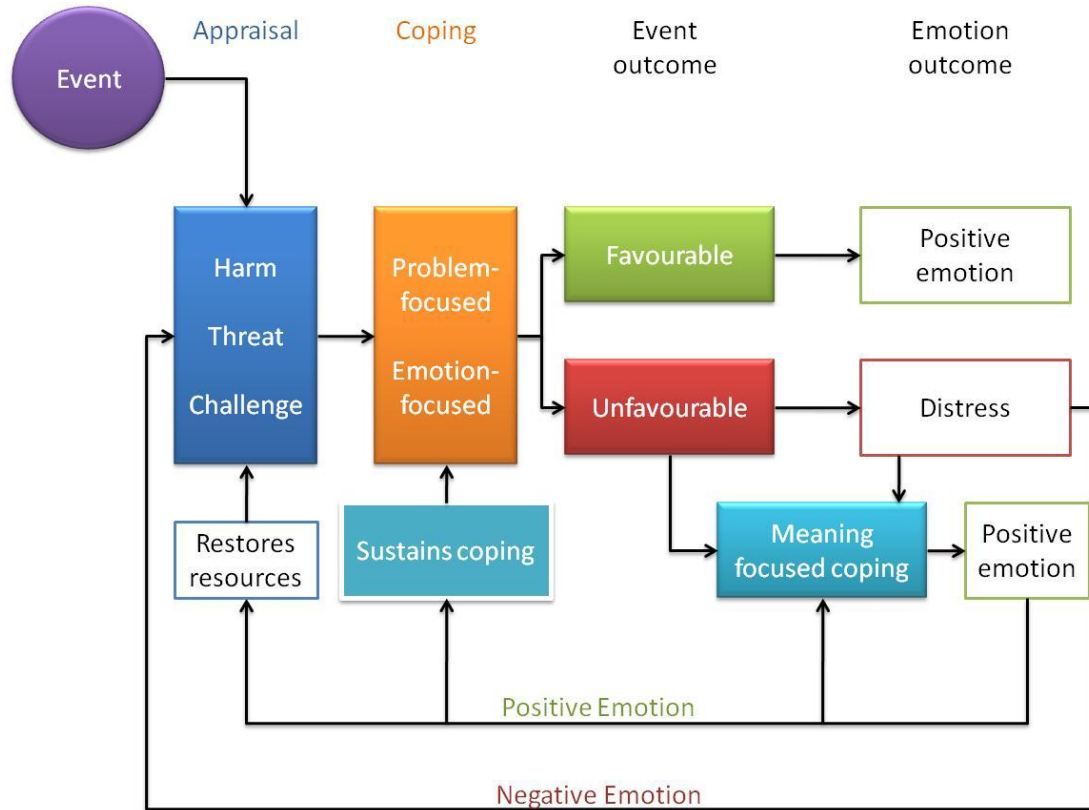 Event
Appraisal
Coping
Event
outcome
Emotion
outcome
Harm
Threat
Challenge
Problem-
focused
Emotion-
focused
Favourable
Positive
emotion
Unfavourable
Distress
Restores
resources
Sustains coping
Meaning
focused coping
Positive
emotion
Positive Emotion
Negative Emotion